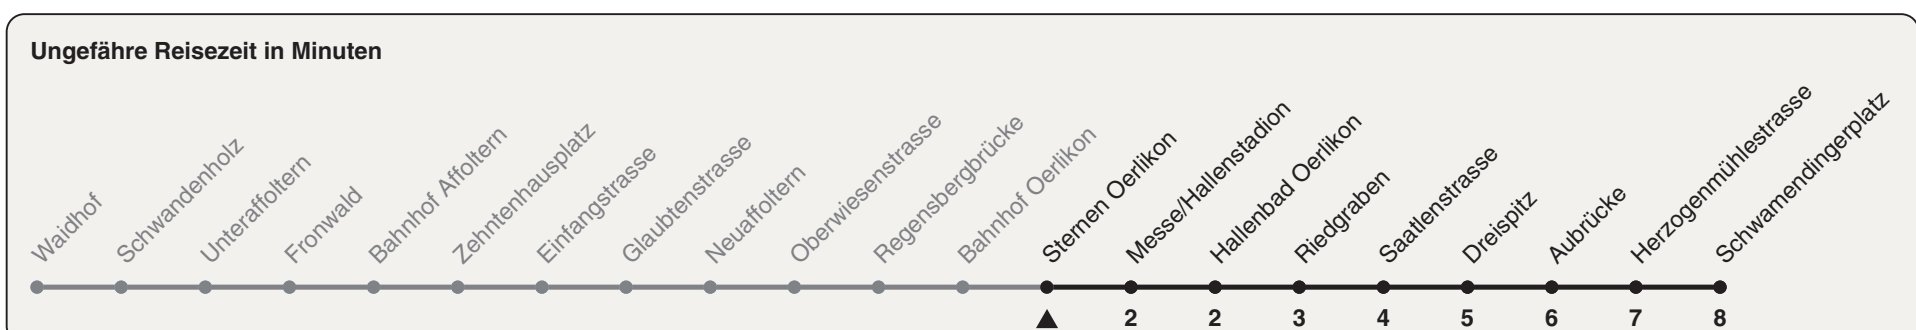 Ungefähre Reisezeit in Minuten
Waidhof
Schwandenholz
Unteraffoltern
Fronwald
Bahnhof Affoltern
Zehntenhausplatz
Einfangstrasse
Glaubtenstrasse
Neuaffoltern
Oberwiesenstrasse
Regensbergbrücke
Bahnhof Oerlikon
Sternen Oerlikon
Messe/Hallenstadion
Hallenbad Oerlikon
Riedgraben
Saatlenstrasse
Dreispitz
Aubrücke
Herzogenmühlestrasse
Schwamendingerplatz
2 2 3 4 5 6 7 8